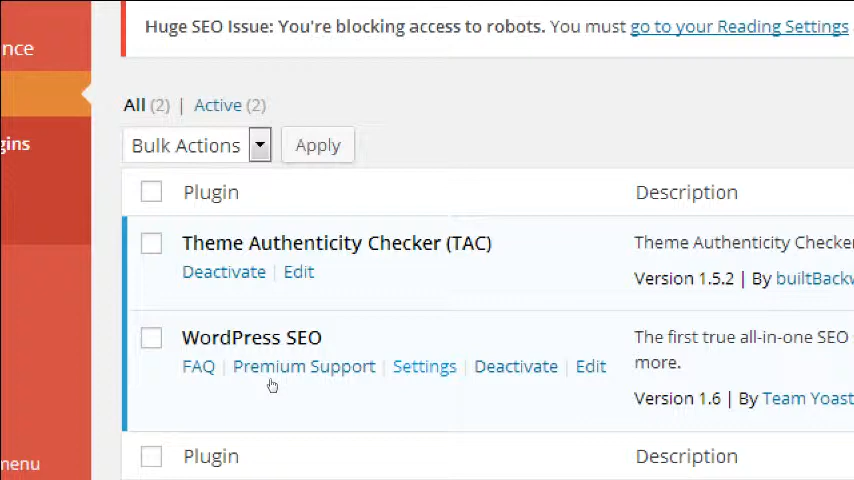 Huge SEO Issue: You're blocking access to robots. You must go to your Reading Settings
nce
All (2) | Active (2)
gins
Bulk Actions Apply
Plugin Description
Theme Authenticity Checker (TAC) Theme Authenticity Checker
Deactivate | Edit Version 1.5.2 | By builtBackw
WordPress SEO The first true all-in-one SEO
FAQ | Premium Support | Settings | Deactivate | Edit more.
Version 1.6 | By Team Yoast
Plugin Description
menu